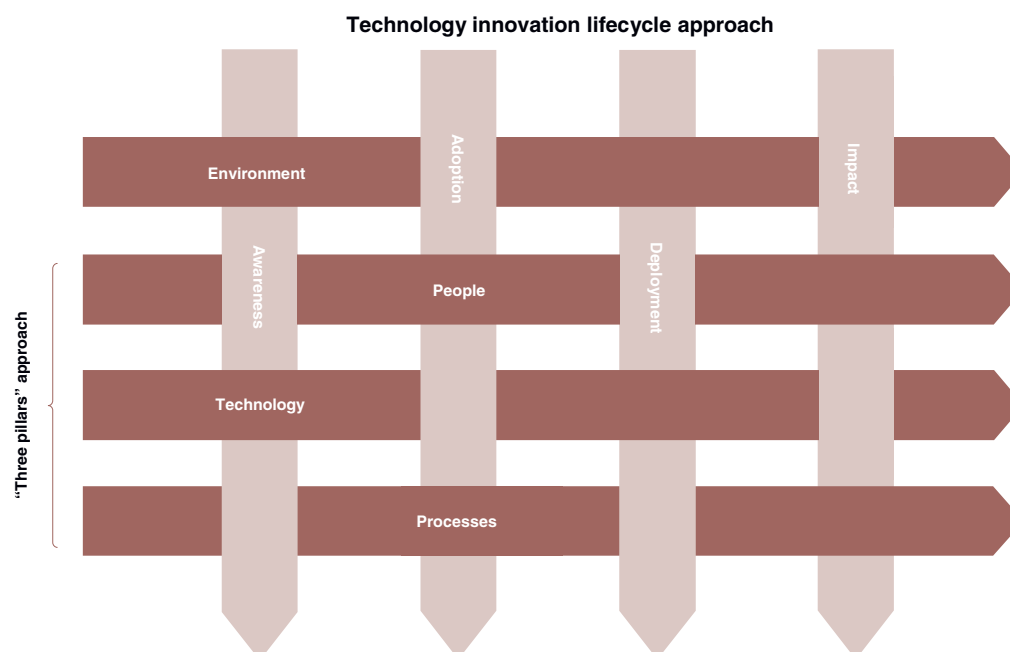 Technology innovation lifecycle approach
Adoption
Impact
Environment
Awareness
Deployment
People
“Three pillars” approach
Technology
Processes